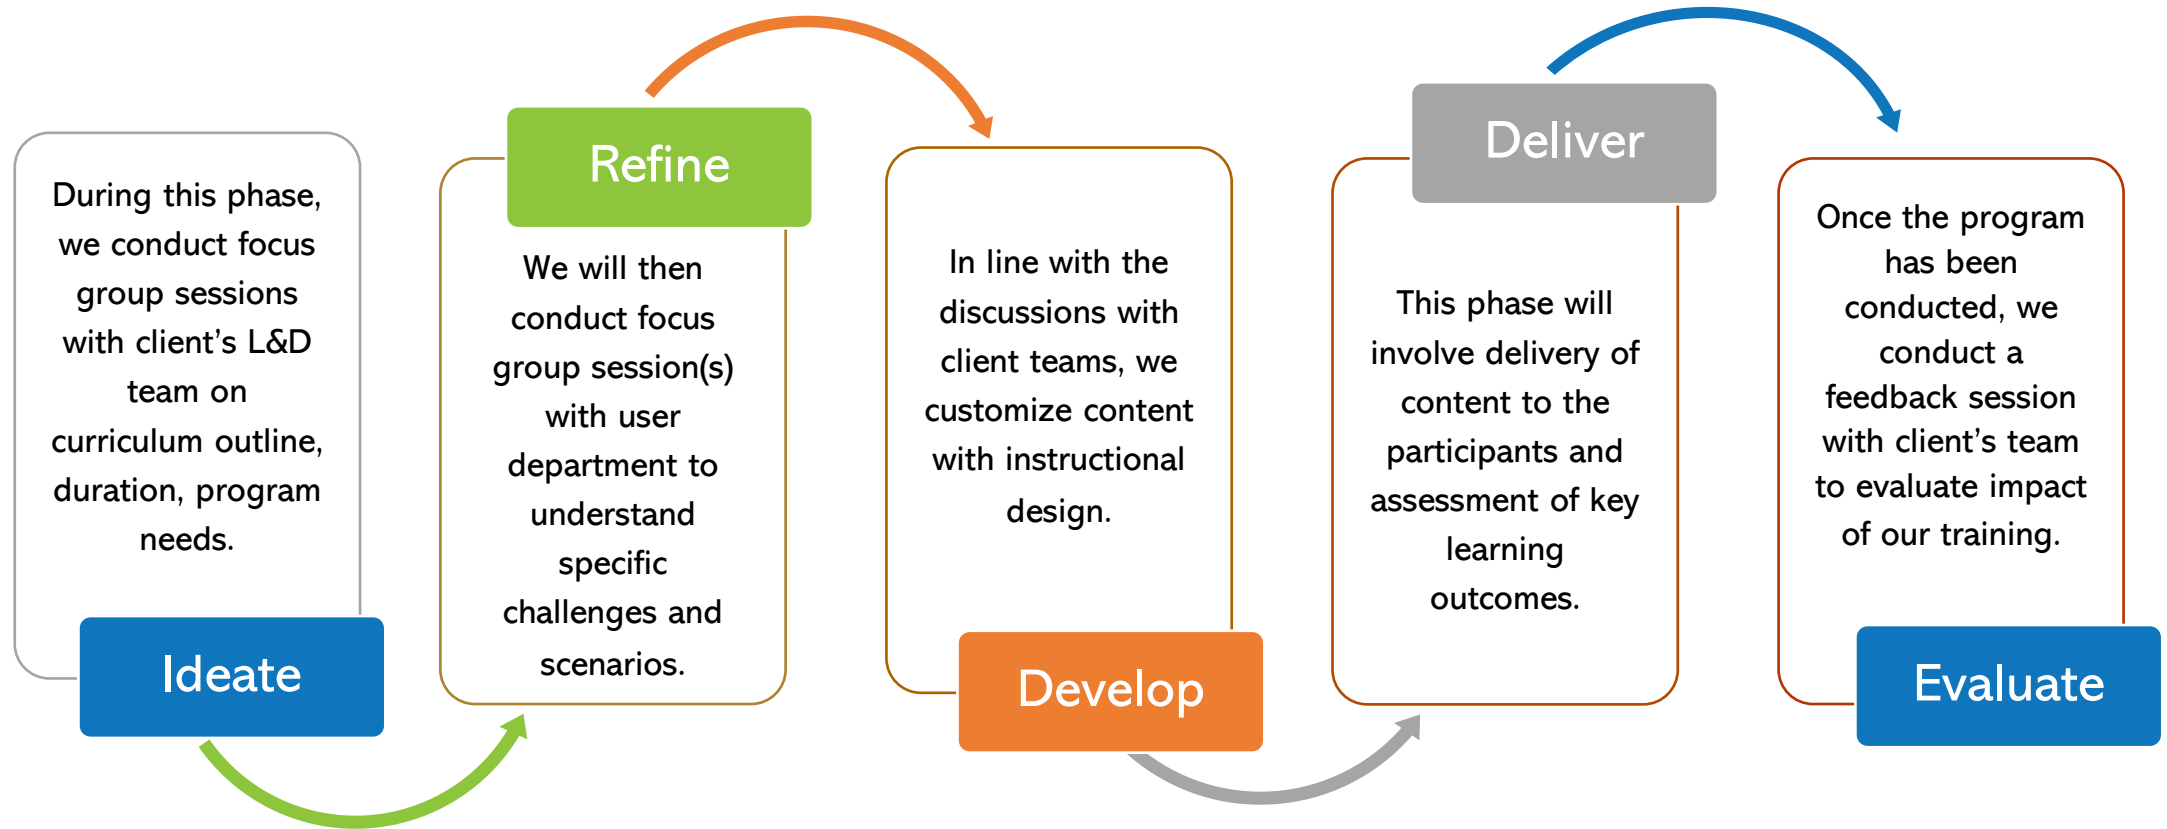 During this phase,
we conduct focus
group sessions
with client’s L&D
team on
curriculum outline,
duration, program
needs.
Ideate
Refine
We will then
conduct focus
group session(s)
with user
department to
understand
specific
challenges and
scenarios.
In line with the
discussions with
client teams, we
customize content
with instructional
design.
Develop
Deliver
This phase will
involve delivery of
content to the
participants and
assessment of key
learning
outcomes.
Once the program
has been
conducted, we
conduct a
feedback session
with client’s team
to evaluate impact
of our training.
Evaluate